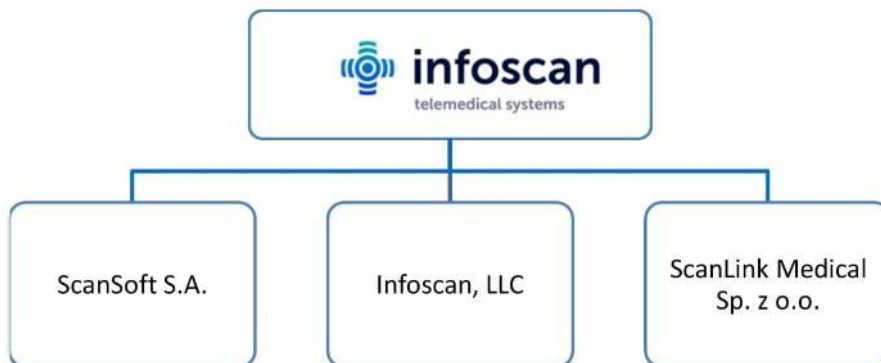 infoscan
telemedical systems
ScanSoft S.A.
Infoscan, LLC
ScanLink Medical
Sp. z o.o.